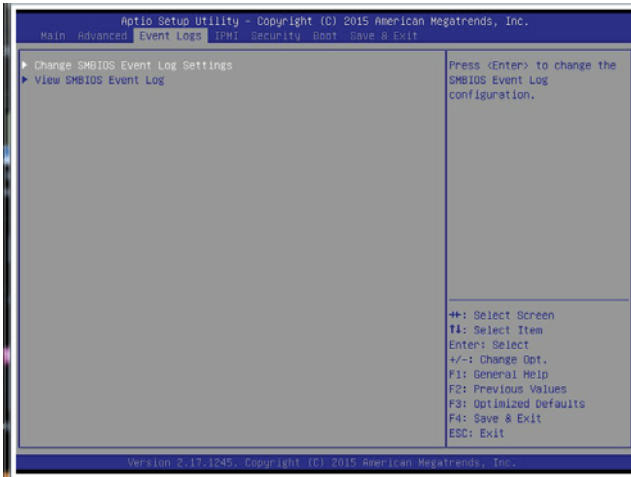 Aptio Setup Utility - Copyright (C) 2015 American Megatrends, Inc.
Main Advanced Event Logs IPMI Security Boot Save & Exit
▶ Change SMBIOS Event Log Settings
▶ View SMBIOS Event Log
Press <Enter> to change the
SMBIOS Event Log
configuration.
→←: Select Screen
↑↓: Select Item
Enter: Select
+/-: Change Opt.
F1: General Help
F2: Previous Values
F3: Optimized Defaults
F4: Save & Exit
ESC: Exit
Version 2.17.1245. Copyright (C) 2015 American Megatrends, Inc.